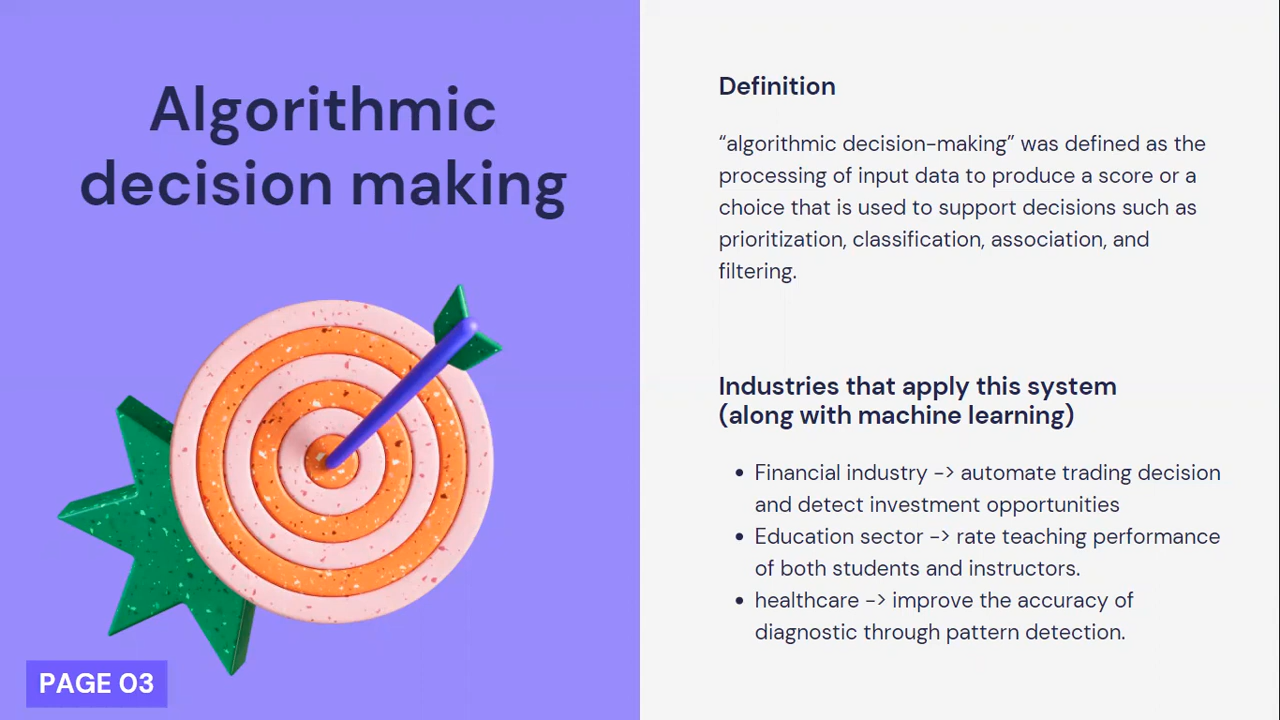 Algorithmic
decision making
PAGE 03
Definition
“algorithmic decision-making” was defined as the
processing of input data to produce a score or a
choice that is used to support decisions such as
prioritization, classification, association, and
filtering.
Industries that apply this system
(along with machine learning)
• Financial industry -> automate trading decision
and detect investment opportunities
• Education sector -> rate teaching performance
of both students and instructors.
• healthcare -> improve the accuracy of
diagnostic through pattern detection.